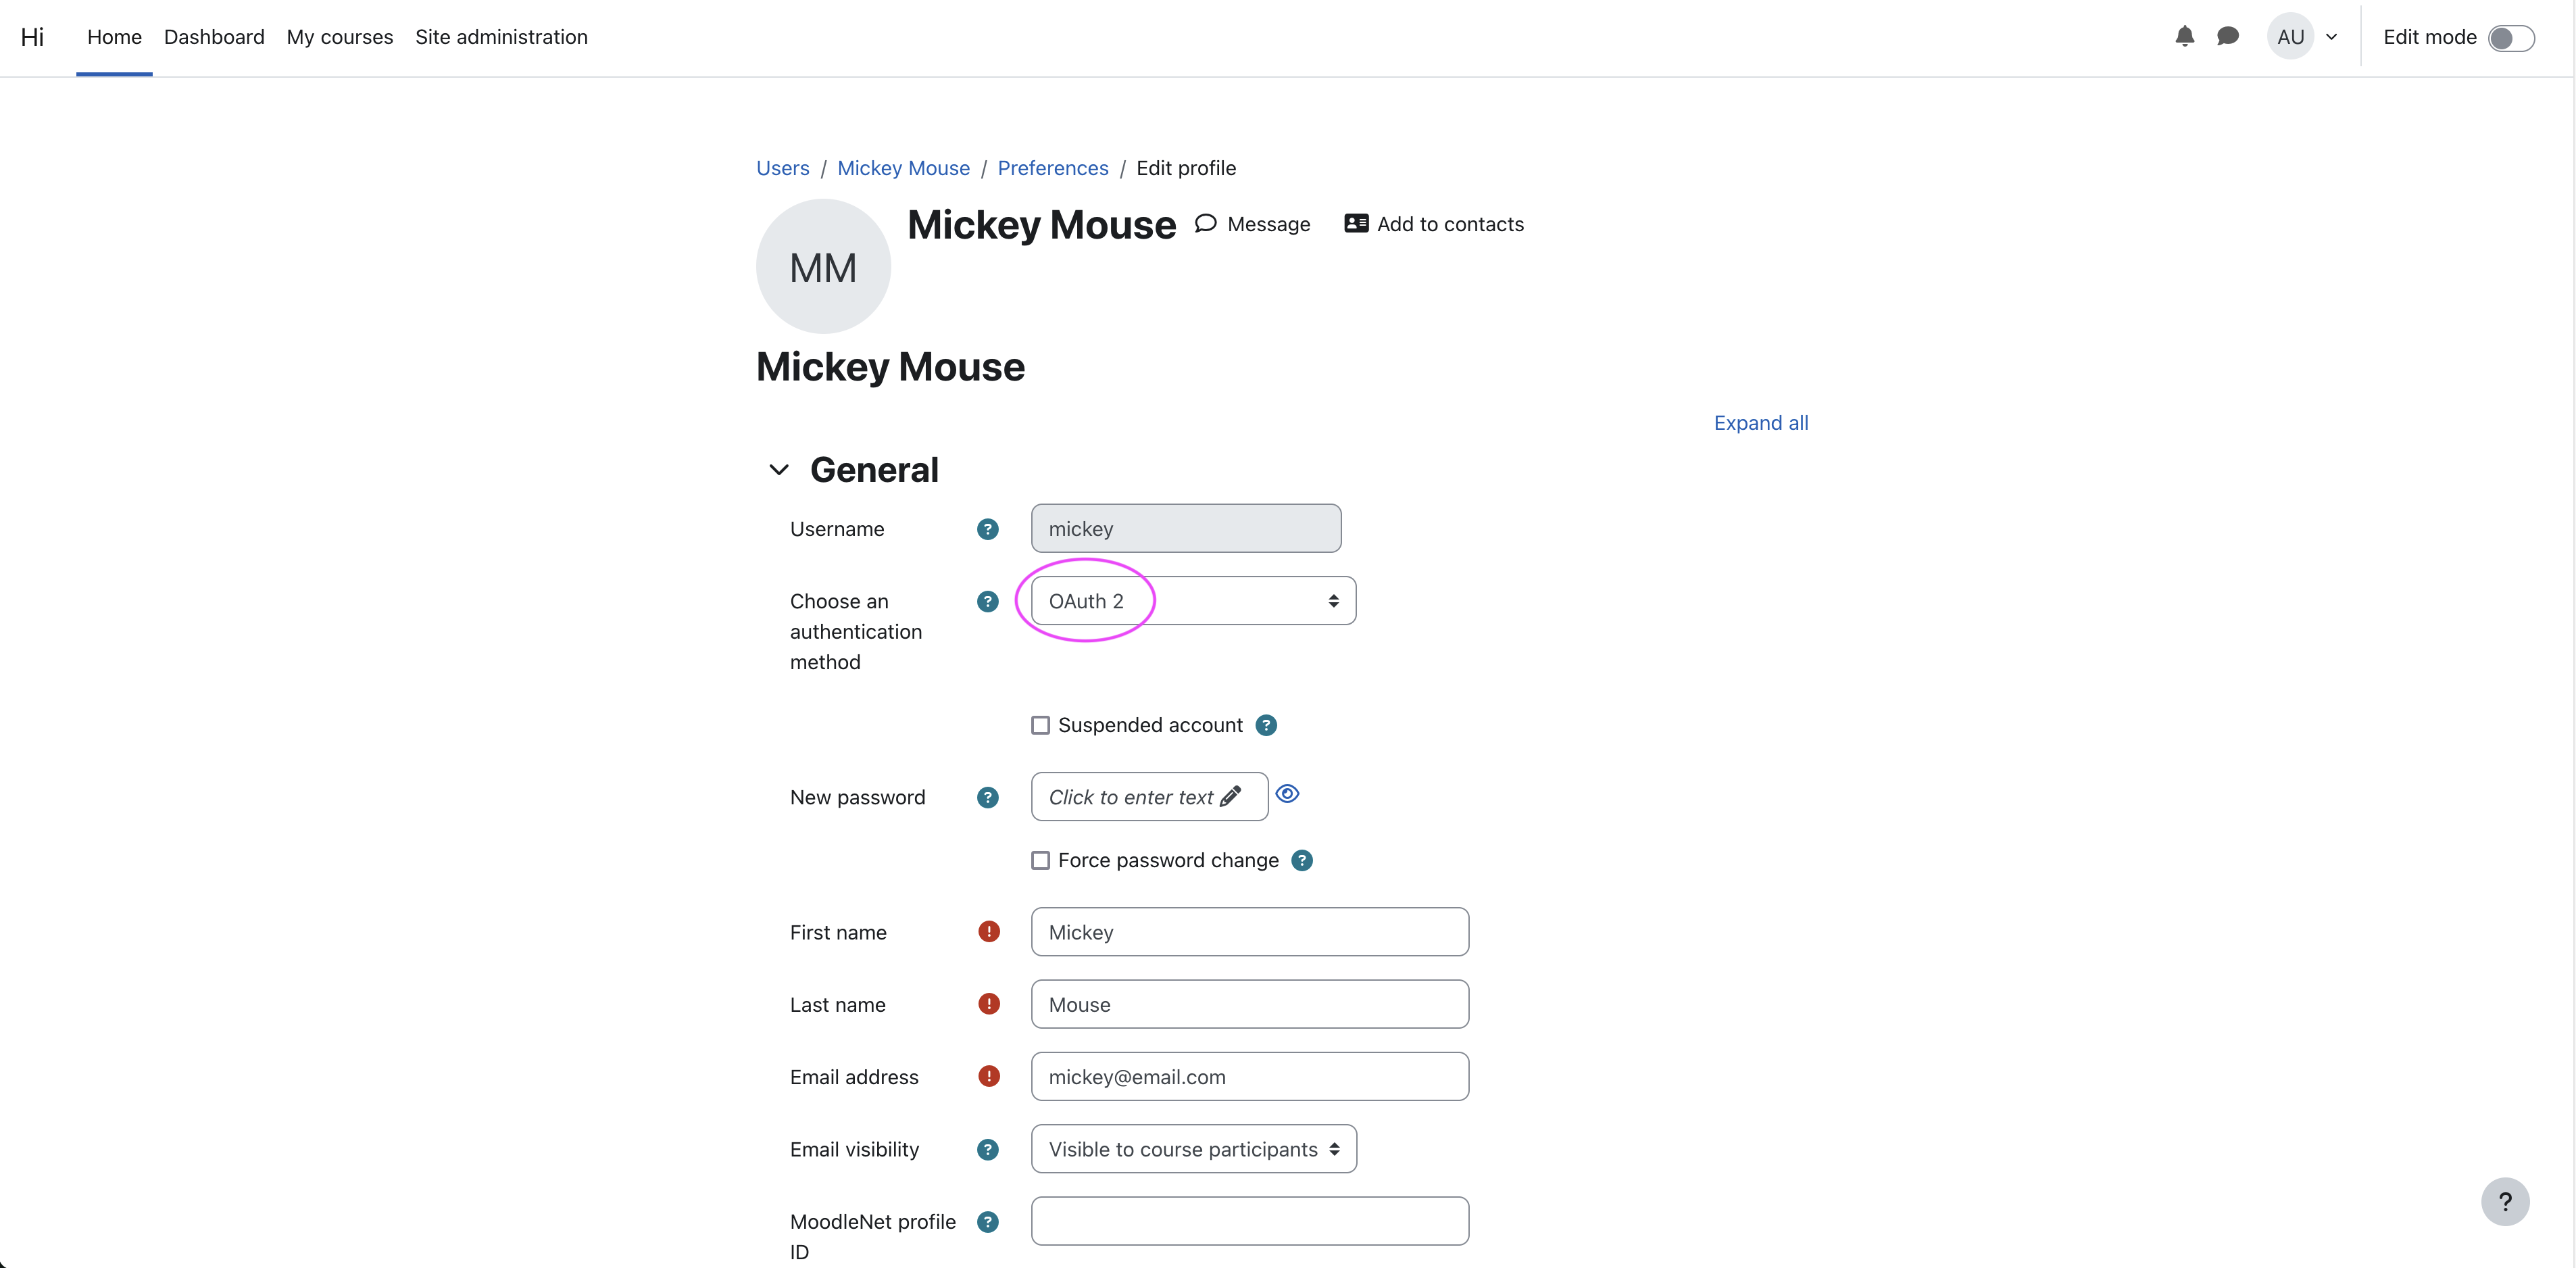 Hi Home Dashboard My courses Site administration AU Edit mode
Users / Mickey Mouse / Preferences / Edit profile
MM
Mickey Mouse Message Add to contacts
Mickey Mouse
Expand all
General
Username ? mickey
Choose an ? OAuth 2
authentication
method
Suspended account ?
New password ? Click to enter text
Force password change ?
First name ! Mickey
Last name ! Mouse
Email address ! mickey@email.com
Email visibility ? Visible to course participants
MoodleNet profile ?
ID
?